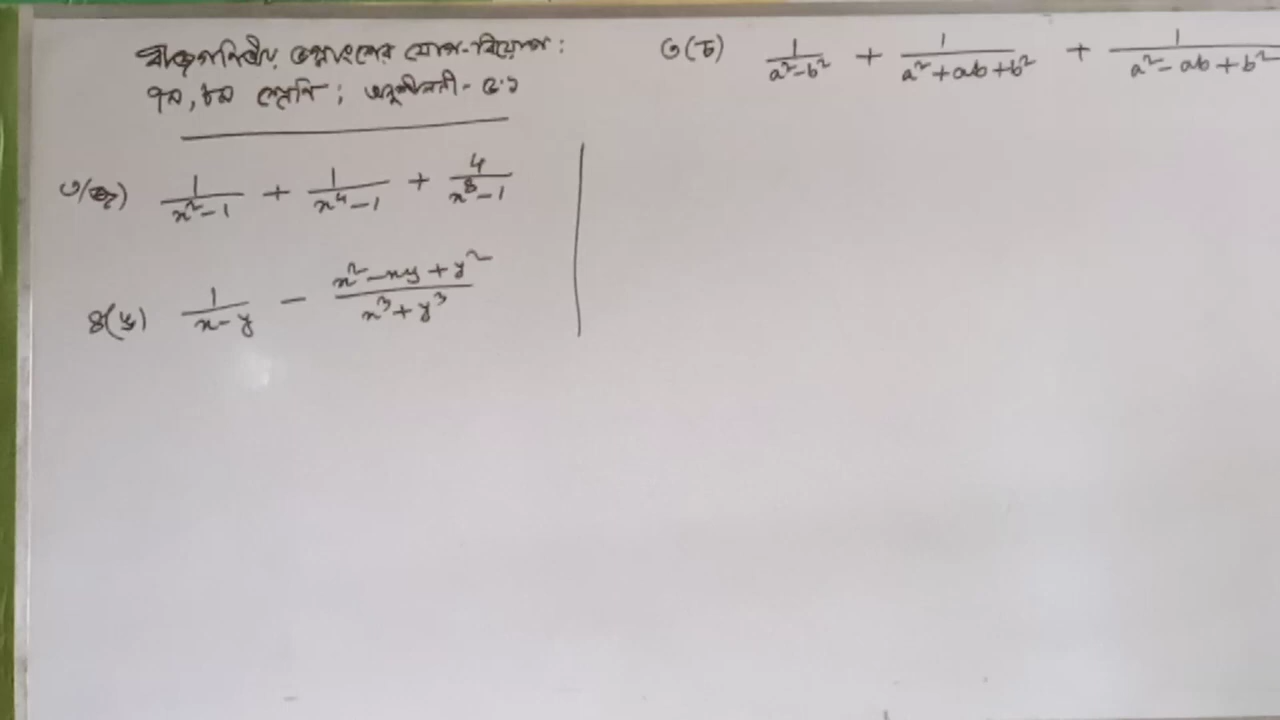 বীজগণিতীয় ভগ্নাংশের যোগ-বিয়োগ:
৭ম, ৮ম শ্রেণি; অনুশীলনী- ৫.১
৩(ছ) 1/(x²-1) + 1/(x⁴-1) + 4/(x⁸-1)
৪(ঘ) 1/(x-y) - (x²-xy+y²)/(x³+y³)
৩(চ) 1/(a²-b²) + 1/(a²+ab+b²) + 1/(a²-ab+b²)